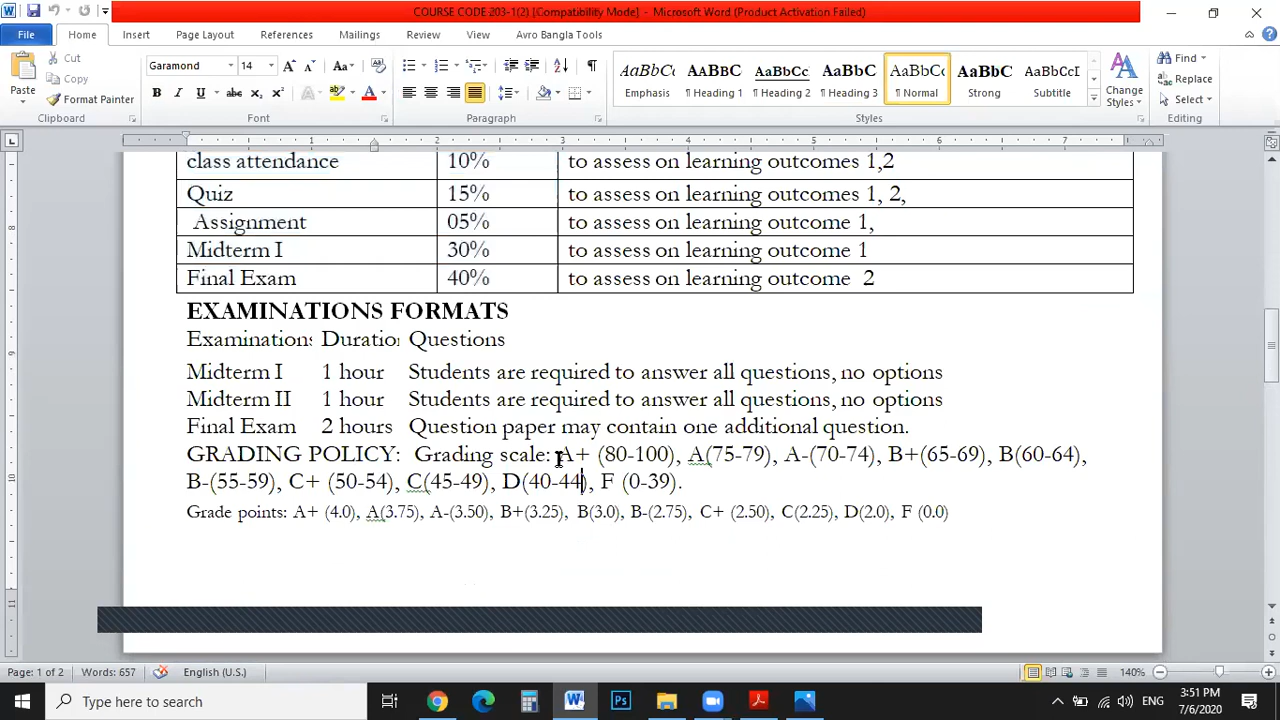 COURSE CODE 203-1(2) [Compatibility Mode] - Microsoft Word (Product Activation Failed)
File Home Insert Page Layout References Mailings Review View Avro Bangla Tools
Paste
Cut
Copy
Format Painter
Clipboard
Garamond 14
Font
Paragraph
AaBbC AaBbC AaBbCc AaBbC AaBbCc AaBbC AaBbCcI
Emphasis ¶ Heading ¶ Heading 2 ¶ Heading 3 ¶ Normal Strong Subtitle
Styles
Change Styles
Find
Replace
Select
Editing
1 2 3 4 5 6 7
class attendance 10% to assess on learning outcomes 1,2
Quiz 15% to assess on learning outcomes 1, 2,
Assignment 05% to assess on learning outcome 1,
Midterm I 30% to assess on learning outcome 1
Final Exam 40% to assess on learning outcome 2
EXAMINATIONS FORMATS
Examinations Duratio Questions
Midterm I 1 hour Students are required to answer all questions, no options
Midterm II 1 hour Students are required to answer all questions, no options
Final Exam 2 hours Question paper may contain one additional question.
GRADING POLICY: Grading scale: A+ (80-100), A(75-79), A-(70-74), B+(65-69), B(60-64),
B-(55-59), C+ (50-54), C(45-49), D(40-44), F (0-39).
Grade points: A+ (4.0), A(3.75), A-(3.50), B+(3.25), B(3.0), B-(2.75), C+ (2.50), C(2.25), D(2.0), F (0.0)
Page: 1 of 2 Words: 657 English (U.S.) 140%
Type here to search
ENG
3:51 PM
7/6/2020